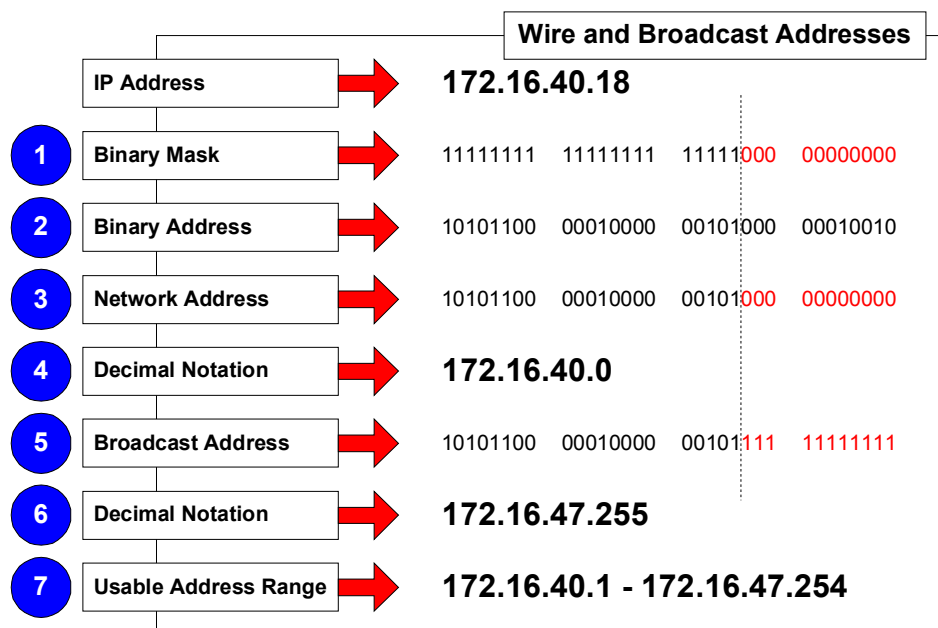 Wire and Broadcast Addresses
IP Address 172.16.40.18
1 Binary Mask 11111111 11111111 11111000 00000000
2 Binary Address 10101100 00010000 00101000 00010010
3 Network Address 10101100 00010000 00101000 00000000
4 Decimal Notation 172.16.40.0
5 Broadcast Address 10101100 00010000 00101111 11111111
6 Decimal Notation 172.16.47.255
7 Usable Address Range 172.16.40.1 - 172.16.47.254